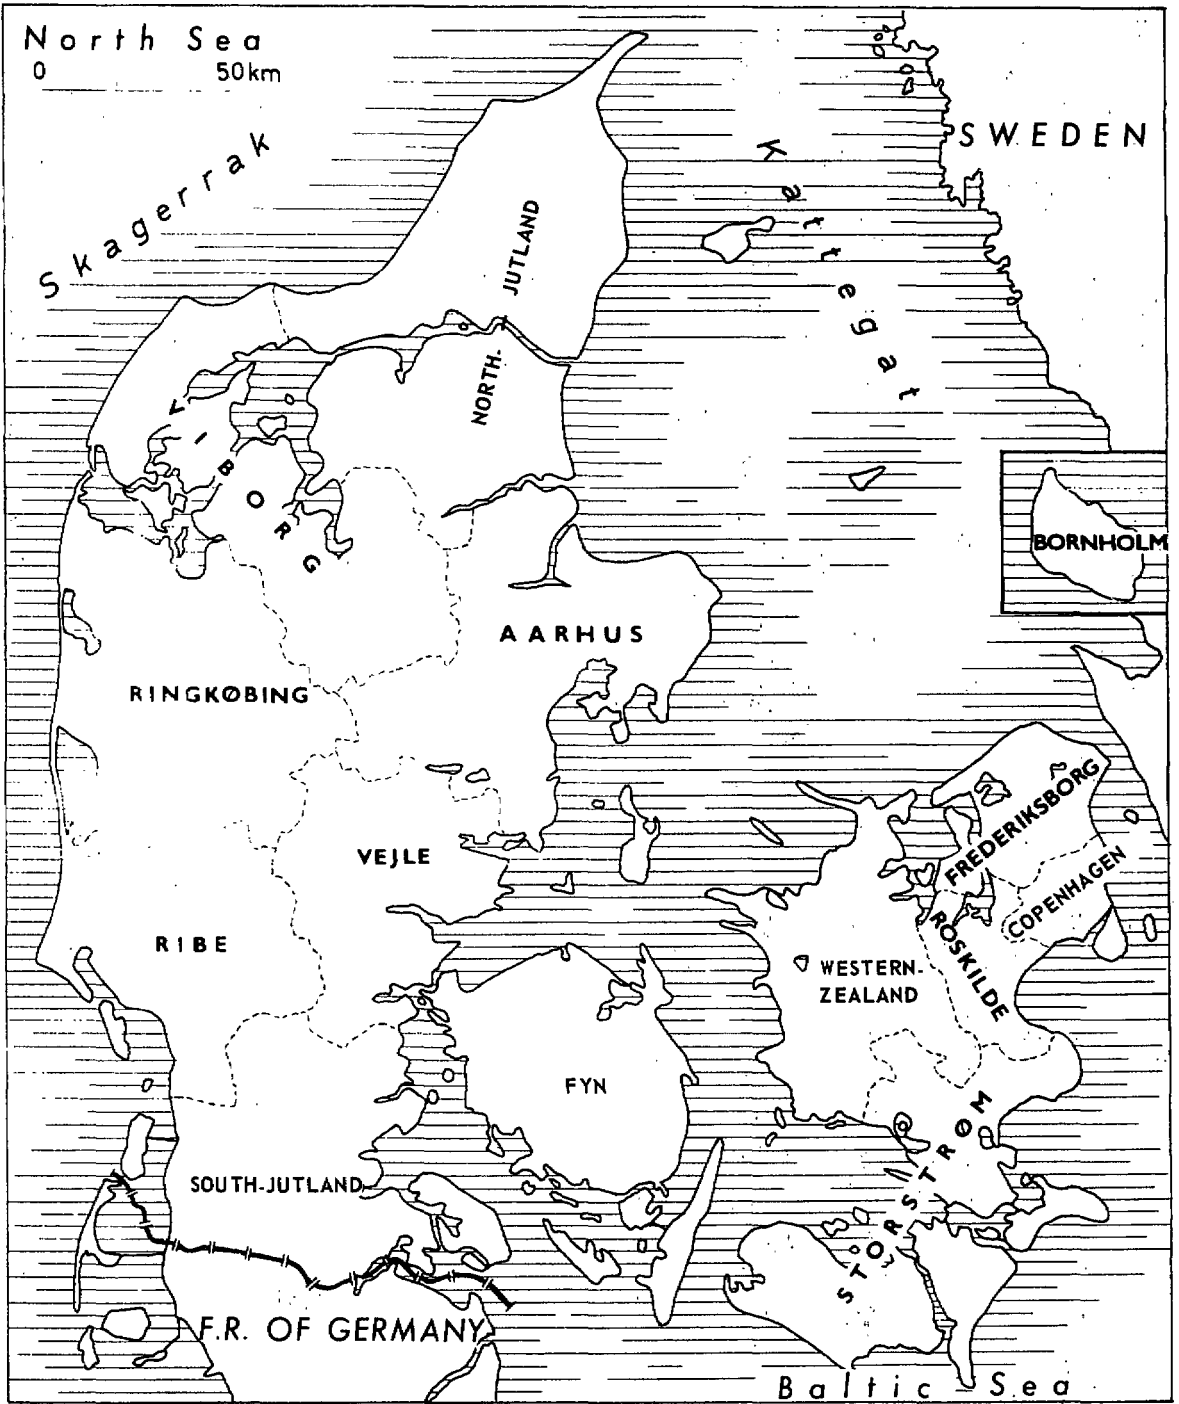 North Sea
0 50km
Skagerrak
Kattegat
SWEDEN
NORTH-JUTLAND
VIBORG
BORNHOLM
AARHUS
RINGKØBING
VEJLE
FREDERIKSBORG
COPENHAGEN
ROSKILDE
RIBE
WESTERN-
ZEALAND
FYN
STORSTRØM
SOUTH-JUTLAND
F.R. OF GERMANY
Baltic Sea